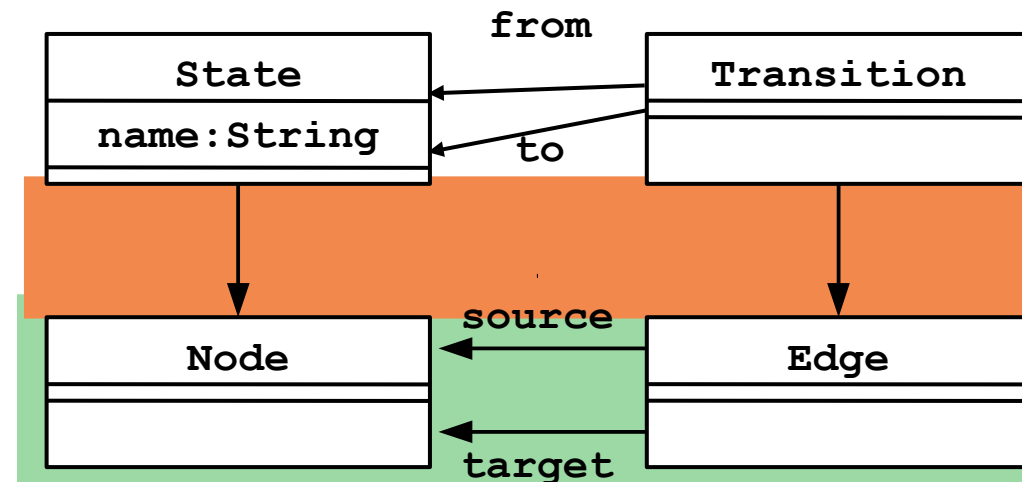 from
State
Transition
name:String
to
source
Node
Edge
target